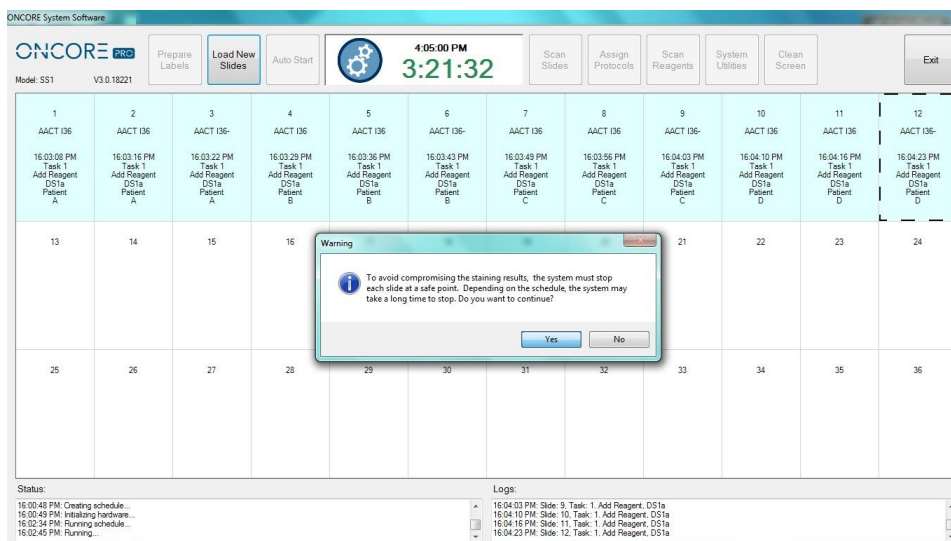 ONCORE System Software
ONCORE PRO
Model: SS1 V3.0.18221
Prepare Labels
Load New Slides
Auto Start
4:05:00 PM
3:21:32
Scan Slides
Assign Protocols
Scan Reagents
System Utilities
Clean Screen
Exit
1
AACT I36
16:03:08 PM
Task 1
Add Reagent
DS1a
Patient
A
2
AACT I36
16:03:16 PM
Task 1
Add Reagent
DS1a
Patient
A
3
AACT I36-
16:03:22 PM
Task 1
Add Reagent
DS1a
Patient
A
4
AACT I36
16:03:29 PM
Task 1
Add Reagent
DS1a
Patient
B
5
AACT I36
16:03:36 PM
Task 1
Add Reagent
DS1a
Patient
B
6
AACT I36-
16:03:43 PM
Task 1
Add Reagent
DS1a
Patient
B
7
AACT I36
16:03:49 PM
Task 1
Add Reagent
DS1a
Patient
C
8
AACT I36
16:03:56 PM
Task 1
Add Reagent
DS1a
Patient
C
9
AACT I36-
16:04:03 PM
Task 1
Add Reagent
DS1a
Patient
C
10
AACT I36
16:04:10 PM
Task 1
Add Reagent
DS1a
Patient
D
11
AACT I36
16:04:16 PM
Task 1
Add Reagent
DS1a
Patient
D
12
AACT I36-
16:04:23 PM
Task 1
Add Reagent
DS1a
Patient
D
13 14 15 16 21 22 23 24
Warning
To avoid compromising the staining results, the system must stop
each slide at a safe point. Depending on the schedule, the system may
take a long time to stop. Do you want to continue?
Yes No
25 26 27 28 29 30 31 32 33 34 35 36
Status:
16:00:48 PM: Creating schedule...
16:00:49 PM: Initializing hardware...
16:02:34 PM: Running schedule...
16:02:45 PM: Running...
Logs:
16:04:03 PM: Slide: 9, Task: 1. Add Reagent, DS1a
16:04:10 PM: Slide: 10, Task: 1. Add Reagent, DS1a
16:04:16 PM: Slide: 11, Task: 1. Add Reagent, DS1a
16:04:23 PM: Slide: 12, Task: 1. Add Reagent, DS1a